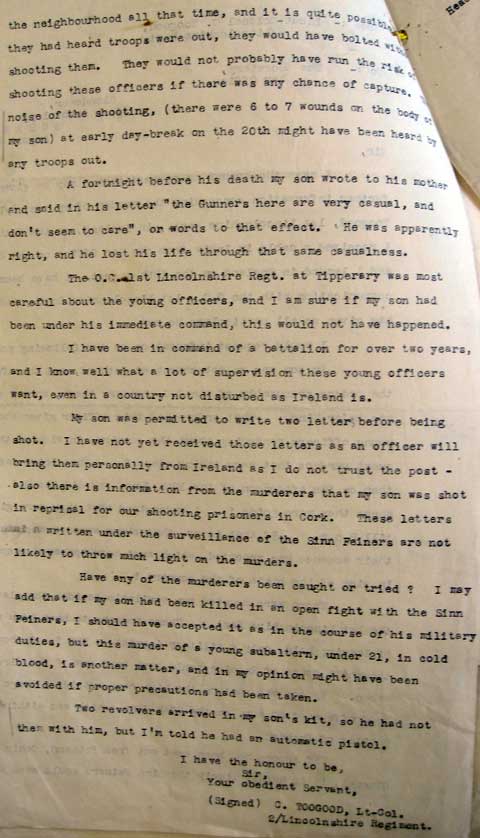 Hea
the neighbourhood all that time, and it is quite possible
they had heard troops were out, they would have bolted with
shooting them. They would not probably have run the risk of
shooting these officers if there was any chance of capture.
noise of the shooting, (there were 6 to 7 wounds on the body of
my son) at early day-break on the 20th might have been heard by
any troops out.
A fortnight before his death my son wrote to his mother
and said in his letter "the Gunners here are very casual, and
don't seem to care", or words to that effect. He was apparently
right, and he lost his life through that same casualness.
The O.C. 1st Lincolnshire Regt. at Tipperary was most
careful about the young officers, and I am sure if my son had
been under his immediate command, this would not have happened.
I have been in command of a battalion for over two years,
and I know well what a lot of supervision these young officers
want, even in a country not disturbed as Ireland is.
My son was permitted to write two letter before being
shot. I have not yet received those letters as an officer will
bring them personally from Ireland as I do not trust the post -
also there is information from the murderers that my son was shot
in reprisal for our shooting prisoners in Cork. These letters
written under the surveillance of the Sinn Feiners are not
likely to throw much light on the murders.
Have any of the murderers been caught or tried ? I may
add that if my son had been killed in an open fight with the Sinn
Feiners, I should have accepted it as in the course of his military
duties, but this murder of a young subaltern, under 21, in cold
blood, is another matter, and in my opinion might have been
avoided if proper precautions had been taken.
Two revolvers arrived in my son's kit, so he had not
them with him, but I'm told he had an automatic pistol.
I have the honour to be,
Sir,
Your obedient Servant,
(Signed) C. TOOGOOD, Lt-Col.
2/Lincolnshire Regiment.